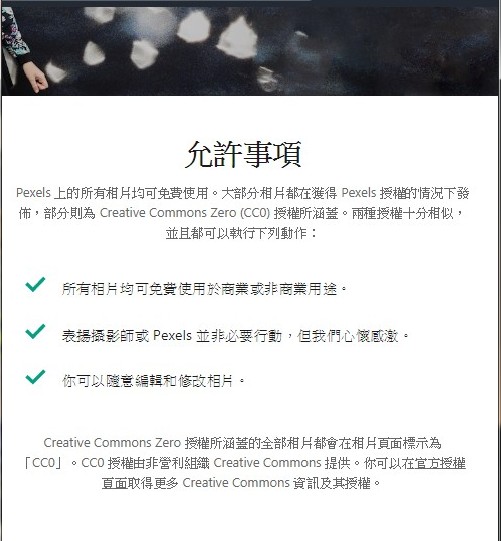 允許事項
Pexels 上的所有相片均可免費使用。大部分相片都在獲得 Pexels 授權的情況下發
佈，部分則為 Creative Commons Zero (CC0) 授權所涵蓋。兩種授權十分相似，
並且都可以執行下列動作：
所有相片均可免費使用於商業或非商業用途。
表揚攝影師或 Pexels 並非必要行動，但我們心懷感激。
你可以隨意編輯和修改相片。
Creative Commons Zero 授權所涵蓋的全部相片都會在相片頁面標示為
「CC0」。CC0 授權由非營利組織 Creative Commons 提供。你可以在官方授權
頁面取得更多 Creative Commons 資訊及其授權。